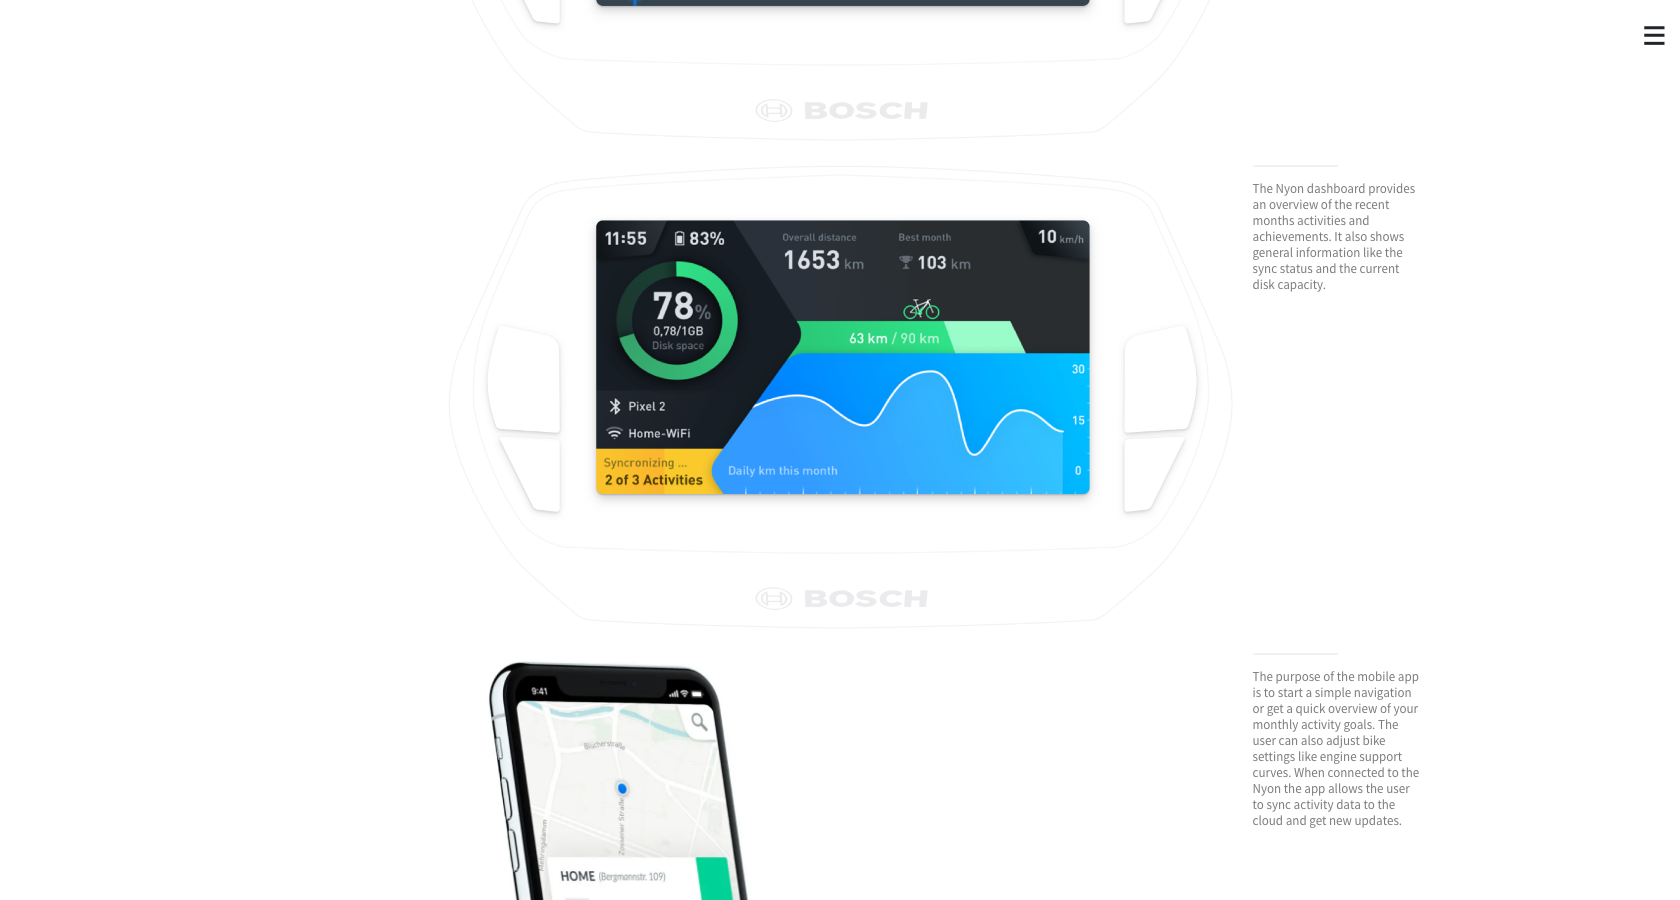 BOSCH
The Nyon dashboard provides
an overview of the recent
months activities and
achievements. It also shows
general information like the
sync status and the current
disk capacity.
11:55
83%
Overall distance
1653 km
Best month
103 km
10 km/h
78%
0,78/1GB
Disk space
63 km / 90 km
30
15
0
Pixel 2
Home-WiFi
Syncronizing ...
2 of 3 Activities
Daily km this month
BOSCH
The purpose of the mobile app
is to start a simple navigation
or get a quick overview of your
monthly activity goals. The
user can also adjust bike
settings like engine support
curves. When connected to the
Nyon the app allows the user
to sync activity data to the
cloud and get new updates.
9:41
Blücherstraße
Zossener Straße
Mehringdamm
HOME (Bergmannstr. 109)